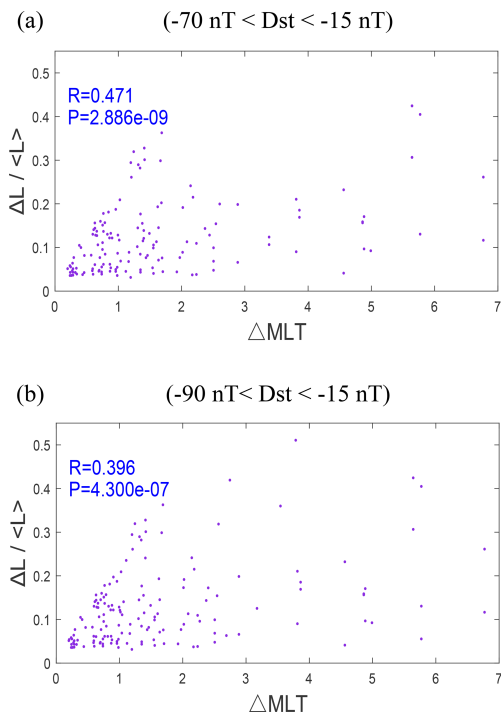 (a) (-70 nT < Dst < -15 nT)
0.5
R=0.471
P=2.886e-09
0.4
0.3
ΔL / <L>
0.2
0.1
0
0 1 2 3 4 5 6 7
△MLT
(b) (-90 nT< Dst < -15 nT)
0.5
R=0.396
P=4.300e-07
0.4
0.3
ΔL / <L>
0.2
0.1
0
0 1 2 3 4 5 6 7
△MLT